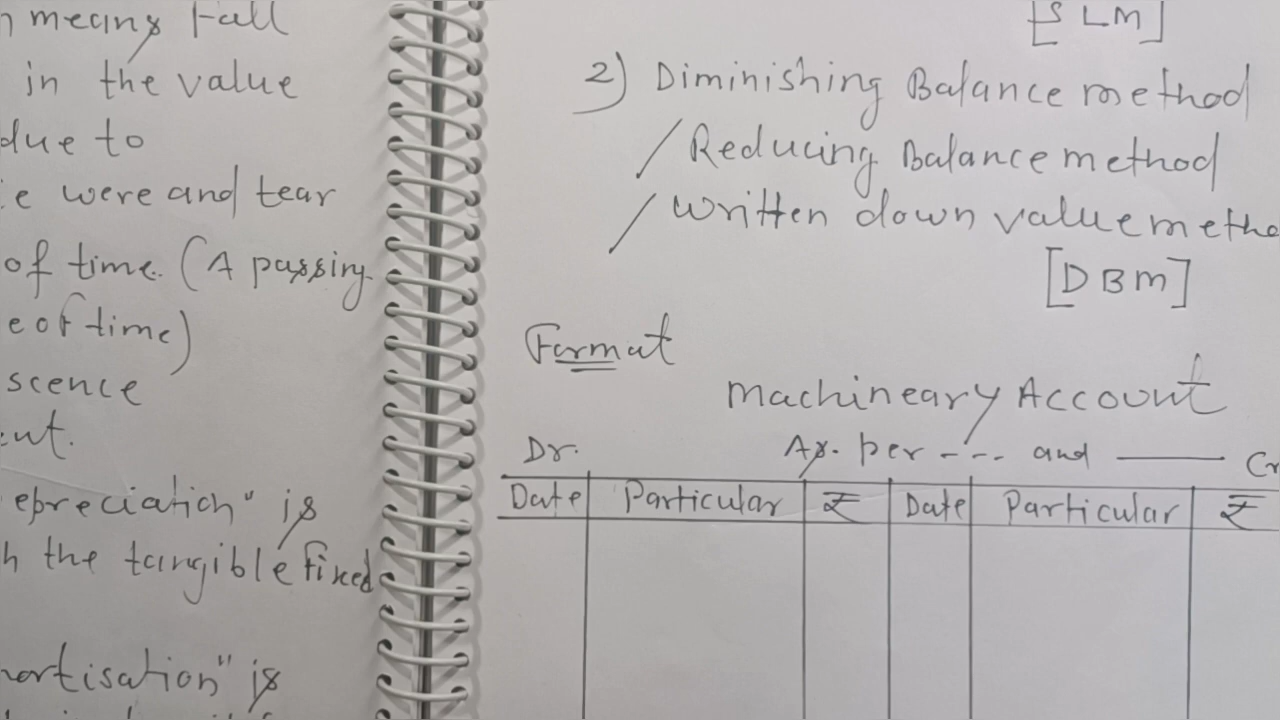 means Fall
in the value
due to
were and tear
of time. (A passing
of time)
scence
epreciation" is
the tangible fixed
ortisation" is
[SLM]
2) Diminishing Balance method
/ Reducing Balance method
/ Written down value metho
[DBM]
Format
Machineary Account
Dr. As. per --- and ——— Cr
Date Particular ₹ Date Particular ₹